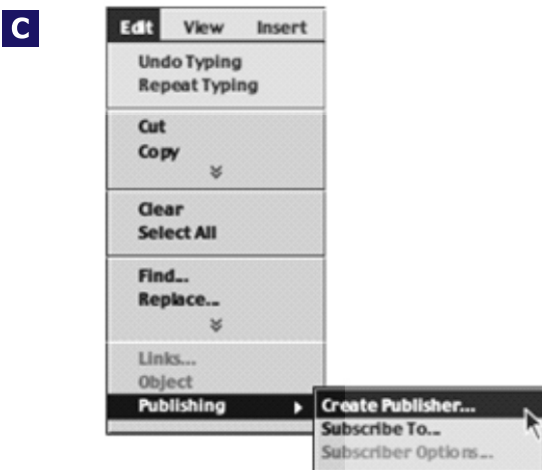 C
Edit View Insert
Undo Typing
Repeat Typing
Cut
Copy
Clear
Select All
Find...
Replace...
Links...
Object
Publishing
Create Publisher...
Subscribe To...
Subscriber Options...